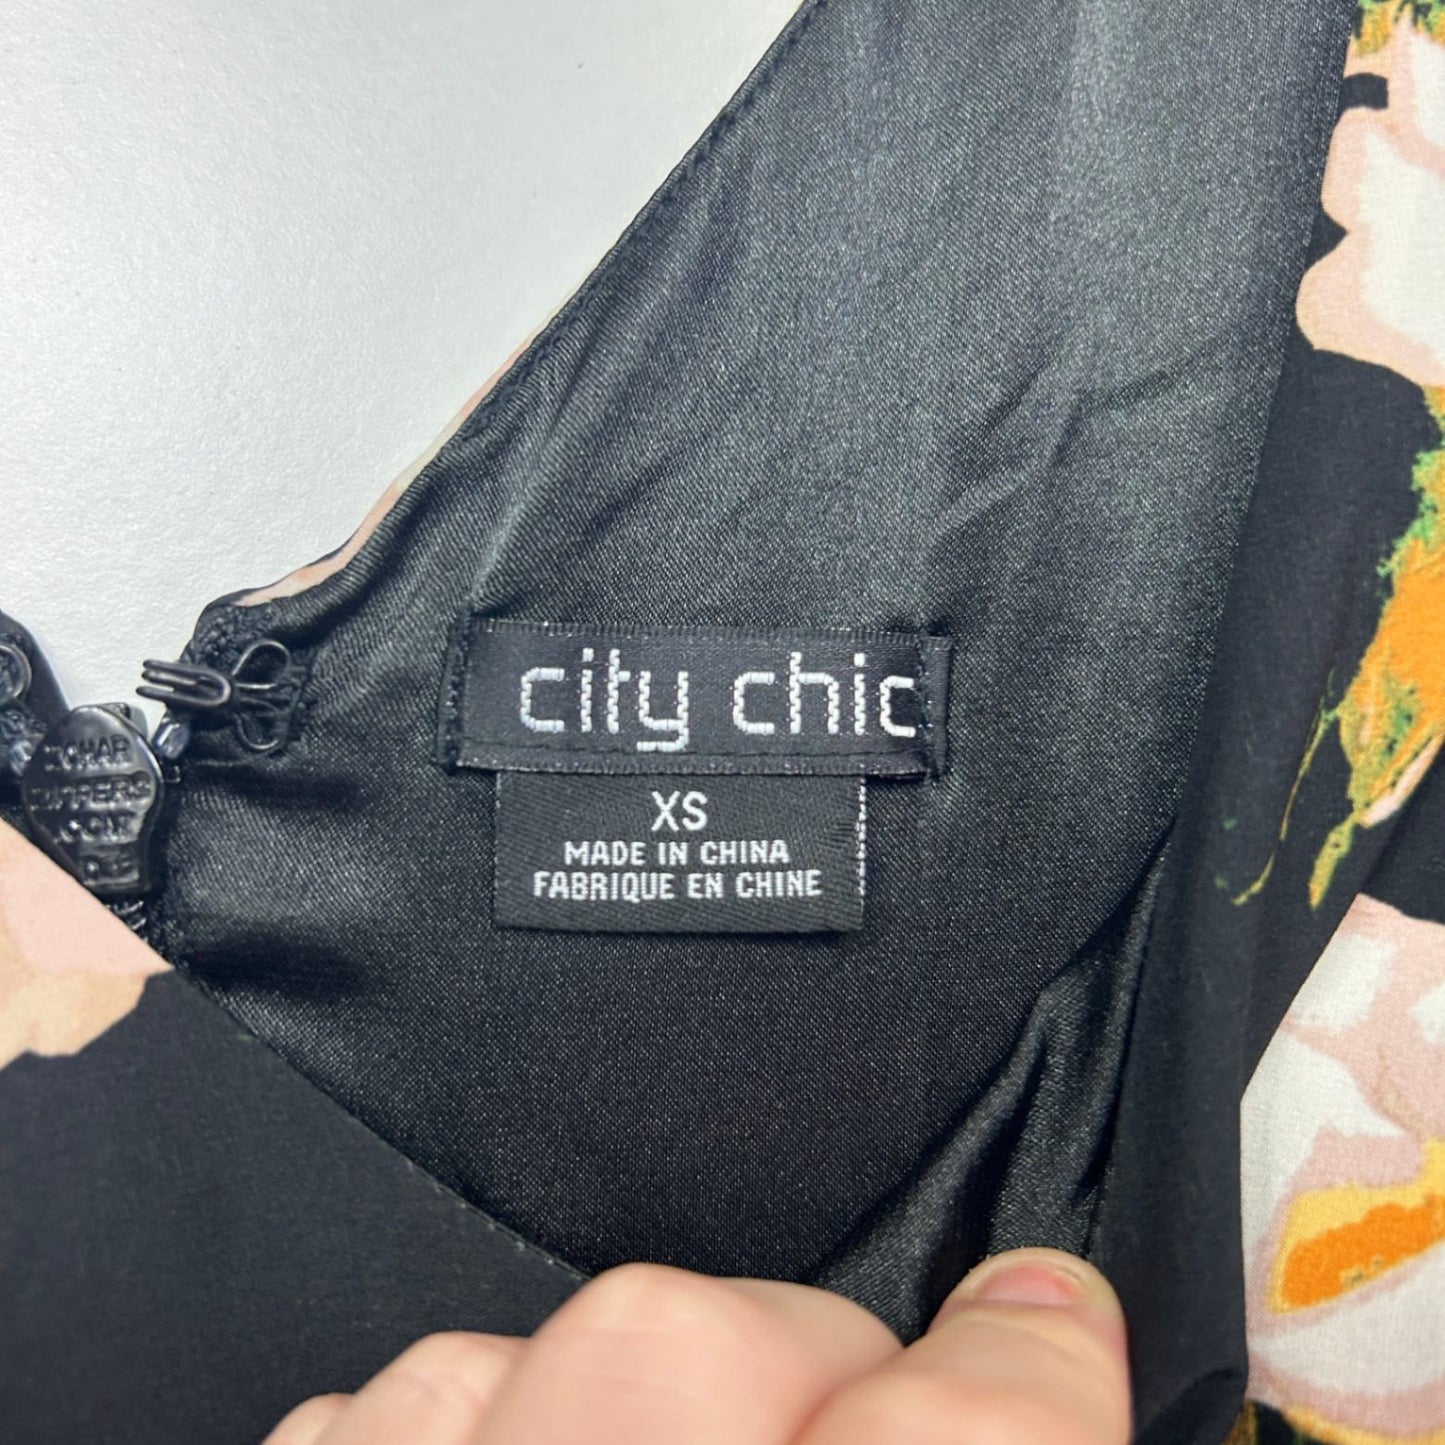 city chic
XS
MADE IN CHINA
FABRIQUE EN CHINE